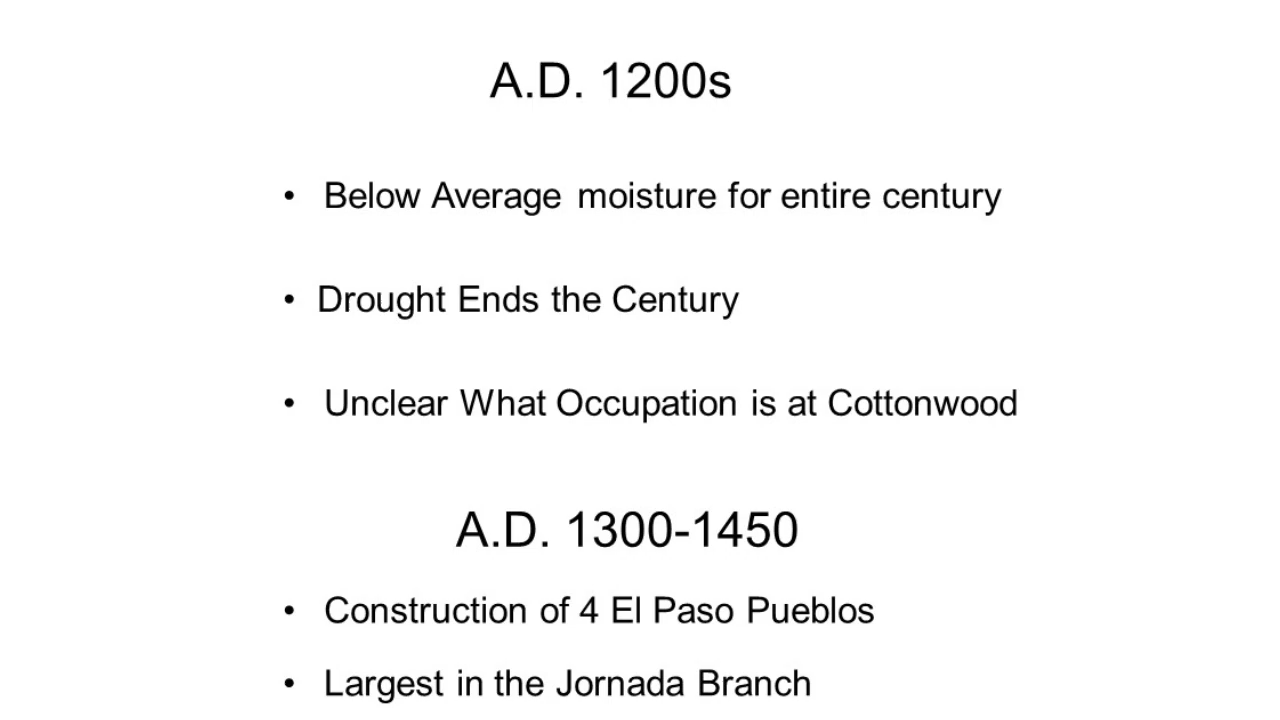 A.D. 1200s
• Below Average moisture for entire century
• Drought Ends the Century
• Unclear What Occupation is at Cottonwood
A.D. 1300-1450
• Construction of 4 El Paso Pueblos
• Largest in the Jornada Branch